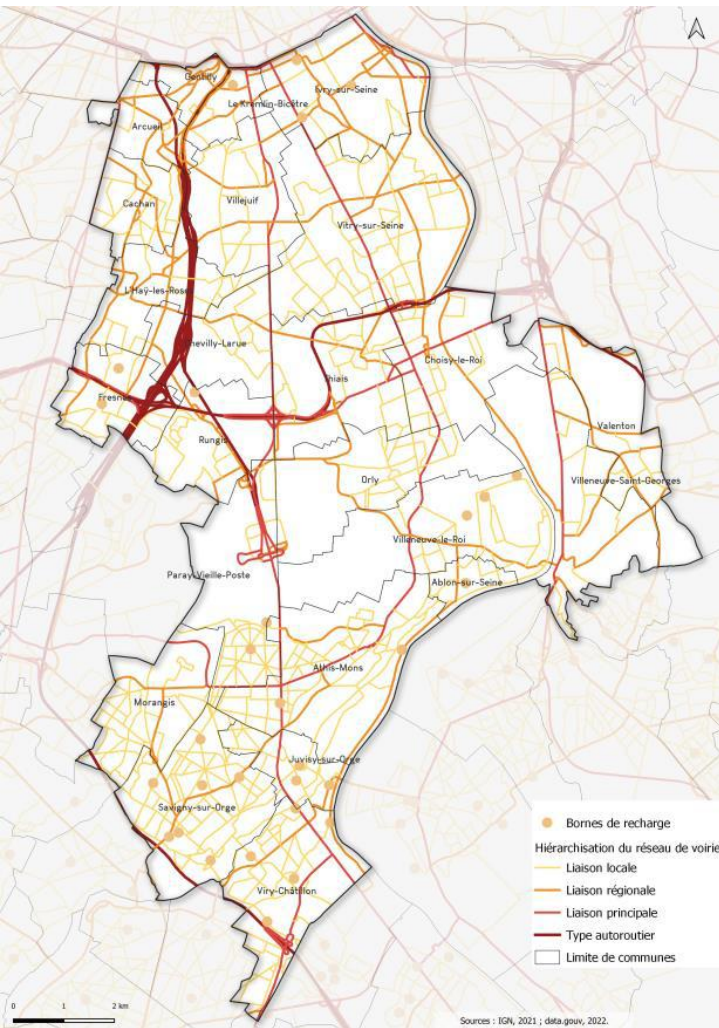 Gentilly
Ivry-sur-Seine
Le Kremlin-Bicêtre
Arcueil
Villejuif
Cachan
Vitry-sur-Seine
L'Haÿ-les-Roses
Chevilly-Larue
Choisy-le-Roi
Thiais
Fresnes
Valenton
Rungis
Orly
Villeneuve-Saint-Georges
Villeneuve-le-Roi
Paray-Vieille-Poste
Ablon-sur-Seine
Athis-Mons
Morangis
Juvisy-sur-Orge
Savigny-sur-Orge
Viry-Châtillon
Bornes de recharge
Hiérarchisation du réseau de voirie
Liaison locale
Liaison régionale
Liaison principale
Type autoroutier
Limite de communes
0 1 2 km
Sources : IGN, 2021 ; data.gouv, 2022.